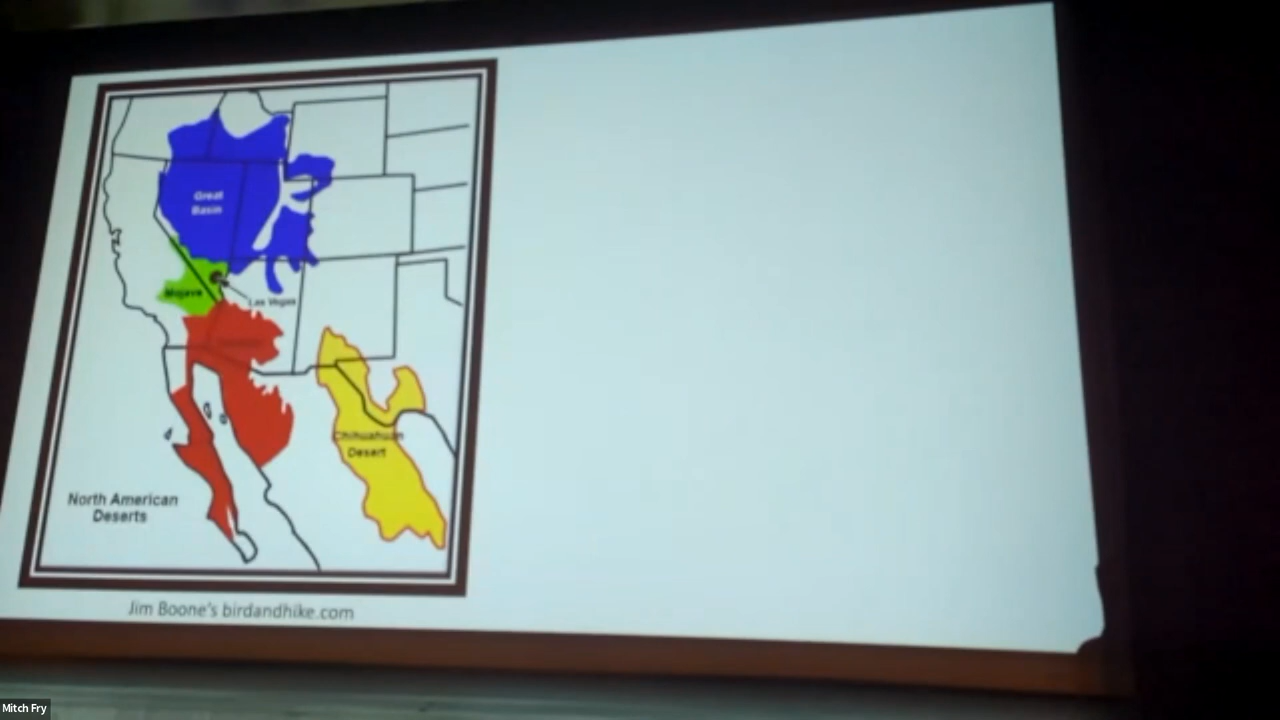 Great
Basin
Mojave
Las Vegas
Chihuahuan
Desert
North American
Deserts
Jim Boone's birdandhike.com
Mitch Fry